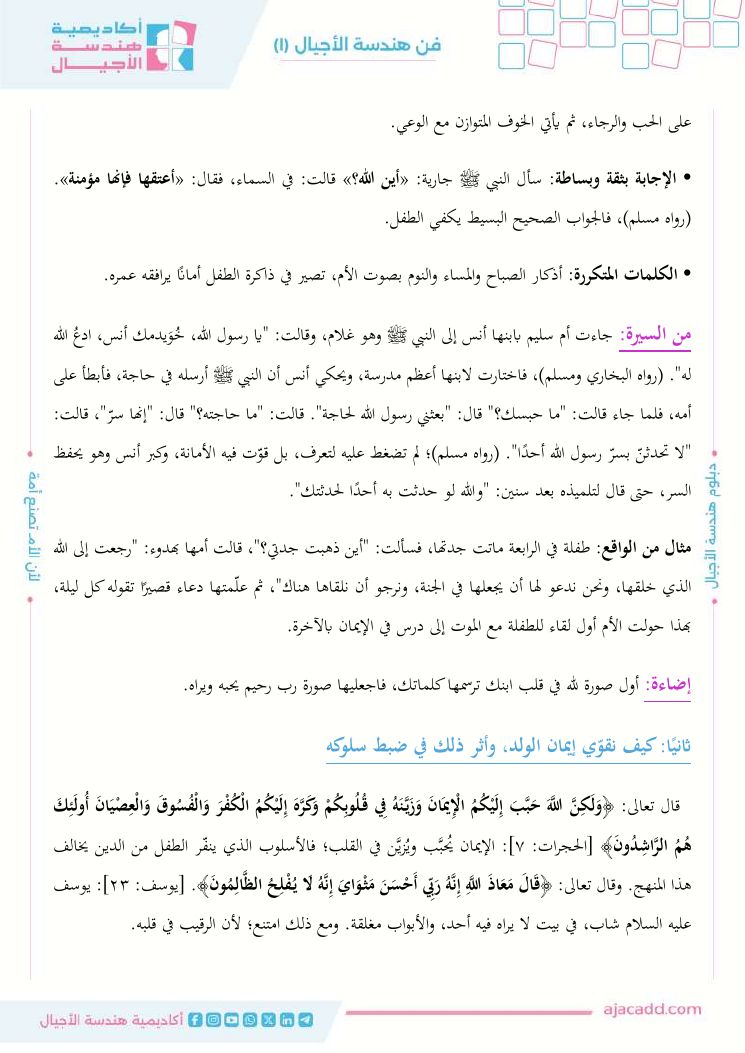 أكاديمية
هندسة
الأجيال
فن هندسة الأجيال (١)
على الحب والرجاء، ثم يأتي الخوف المتوازن مع الوعي.
• الإجابة بثقة وبساطة: سأل النبي ﷺ جارية: «أين الله؟» قالت: في السماء، فقال: «أعتقها فإنها مؤمنة».
(رواه مسلم)، فالجواب الصحيح البسيط يكفي الطفل.
• الكلمات المتكررة: أذكار الصباح والمساء والنوم بصوت الأم، تصير في ذاكرة الطفل أمانًا يرافقه عمره.
من السيرة: جاءت أم سليم بابنها أنس إلى النبي ﷺ وهو غلام، وقالت: "يا رسول الله، خُوَيدمك أنس، ادعُ الله
له". (رواه البخاري ومسلم)، فاختارت لابنها أعظم مدرسة، ويحكي أنس أن النبي ﷺ أرسله في حاجة، فأبطأ على
أمه، فلما جاء قالت: "ما حبسك؟" قال: "بعثني رسول الله لحاجة". قالت: "ما حاجته؟" قال: "إنها سرّ"، قالت:
"لا تحدثنّ بسرّ رسول الله أحدًا". (رواه مسلم)؛ لم تضغط عليه لتعرف، بل قوّت فيه الأمانة، وكبر أنس وهو يحفظ
السر، حتى قال لتلميذه بعد سنين: "والله لو حدثت به أحدًا لحدثتك".
مثال من الواقع: طفلة في الرابعة ماتت جدتها، فسألت: "أين ذهبت جدتي؟"، قالت أمها بهدوء: "رجعت إلى الله
الذي خلقها، ونحن ندعو لها أن يجعلها في الجنة، ونرجو أن نلقاها هناك"، ثم علّمتها دعاء قصيرًا تقوله كل ليلة،
بهذا حولت الأم أول لقاء للطفلة مع الموت إلى درس في الإيمان بالآخرة.
إضاءة: أول صورة لله في قلب ابنك ترسمها كلماتك، فاجعليها صورة رب رحيم يحبه ويراه.
ثانيًا: كيف نقوّي إيمان الولد، وأثر ذلك في ضبط سلوكه
قال تعالى: ﴿وَلَكِنَّ اللَّهَ حَبَّبَ إِلَيْكُمُ الْإِيمَانَ وَزَيَّنَهُ فِي قُلُوبِكُمْ وَكَرَّهَ إِلَيْكُمُ الْكُفْرَ وَالْفُسُوقَ وَالْعِصْيَانَ أُولَئِكَ
هُمُ الرَّاشِدُونَ﴾ [الحجرات: ٧]: الإيمان يُحبَّب ويُزيَّن في القلب؛ فالأسلوب الذي ينفّر الطفل من الدين يخالف
هذا المنهج. وقال تعالى: ﴿قَالَ مَعَاذَ اللَّهِ إِنَّهُ رَبِّي أَحْسَنَ مَثْوَايَ إِنَّهُ لَا يُفْلِحُ الظَّالِمُونَ﴾. [يوسف: ٢٣]: يوسف
عليه السلام شاب، في بيت لا يراه فيه أحد، والأبواب مغلقة. ومع ذلك امتنع؛ لأن الرقيب في قلبه.
دبلوم هندسة الأجيال
لأن الأم تصنع أمة
ajacadd.com
أكاديمية هندسة الأجيال